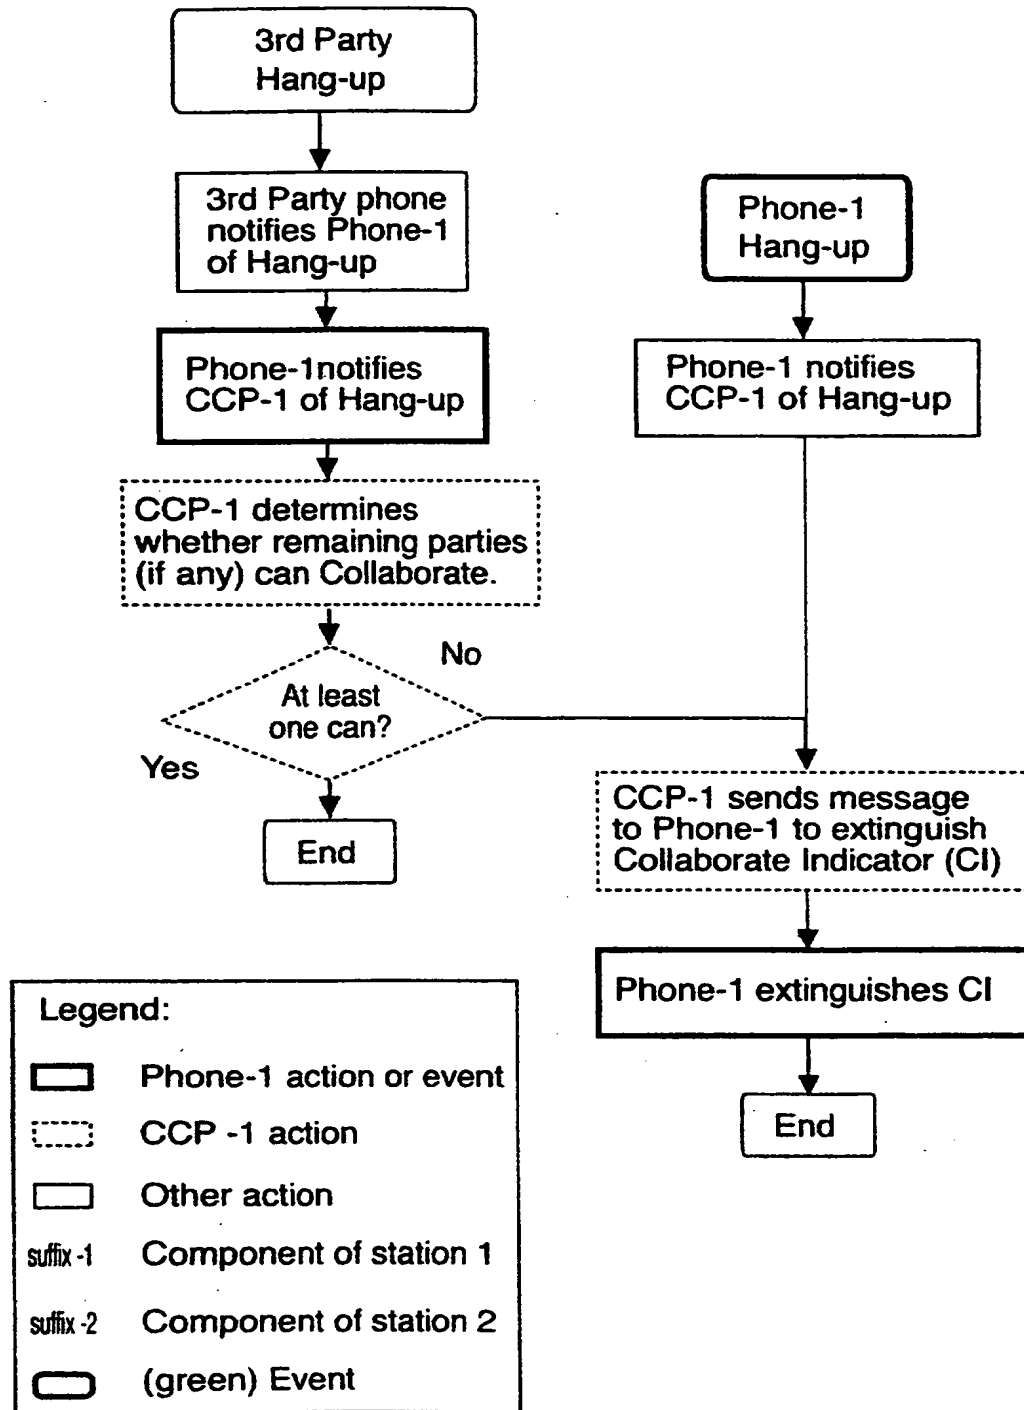 3rd Party
Hang-up
3rd Party phone
notifies Phone-1
of Hang-up
Phone-1notifies
CCP-1 of Hang-up
CCP-1 determines
whether remaining parties
(if any) can Collaborate.
At least
one can?
No
Yes
End
Phone-1
Hang-up
Phone-1 notifies
CCP-1 of Hang-up
CCP-1 sends message
to Phone-1 to extinguish
Collaborate Indicator (CI)
Phone-1 extinguishes CI
End
Legend:
Phone-1 action or event
CCP -1 action
Other action
suffix -1 Component of station 1
suffix -2 Component of station 2
(green) Event